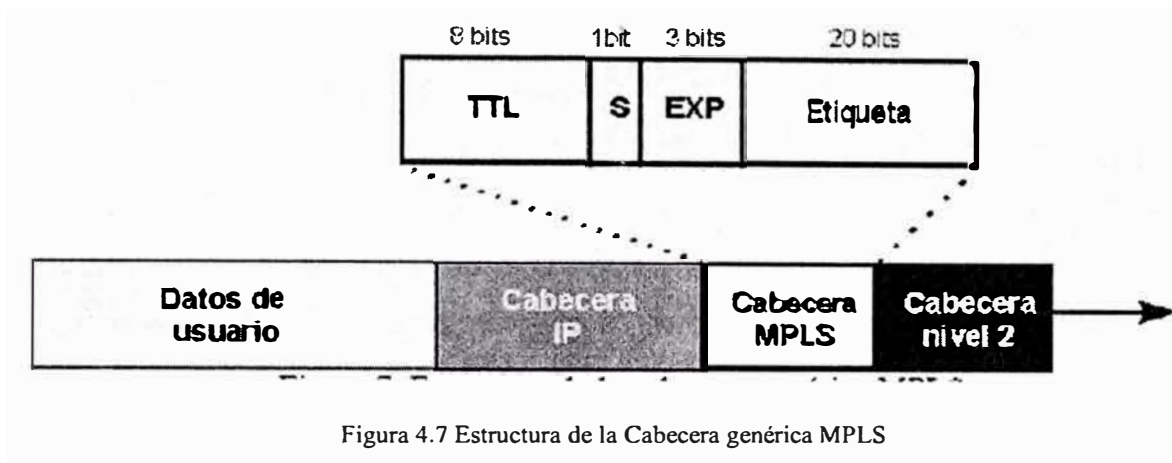 8 bits 1bit 3 bits 20 bits
TTL S EXP Etiqueta
Datos de
usuario
Cabecera
IP
Cabecera
MPLS
Cabecera
nivel 2
Figura 4.7 Estructura de la Cabecera genérica MPLS